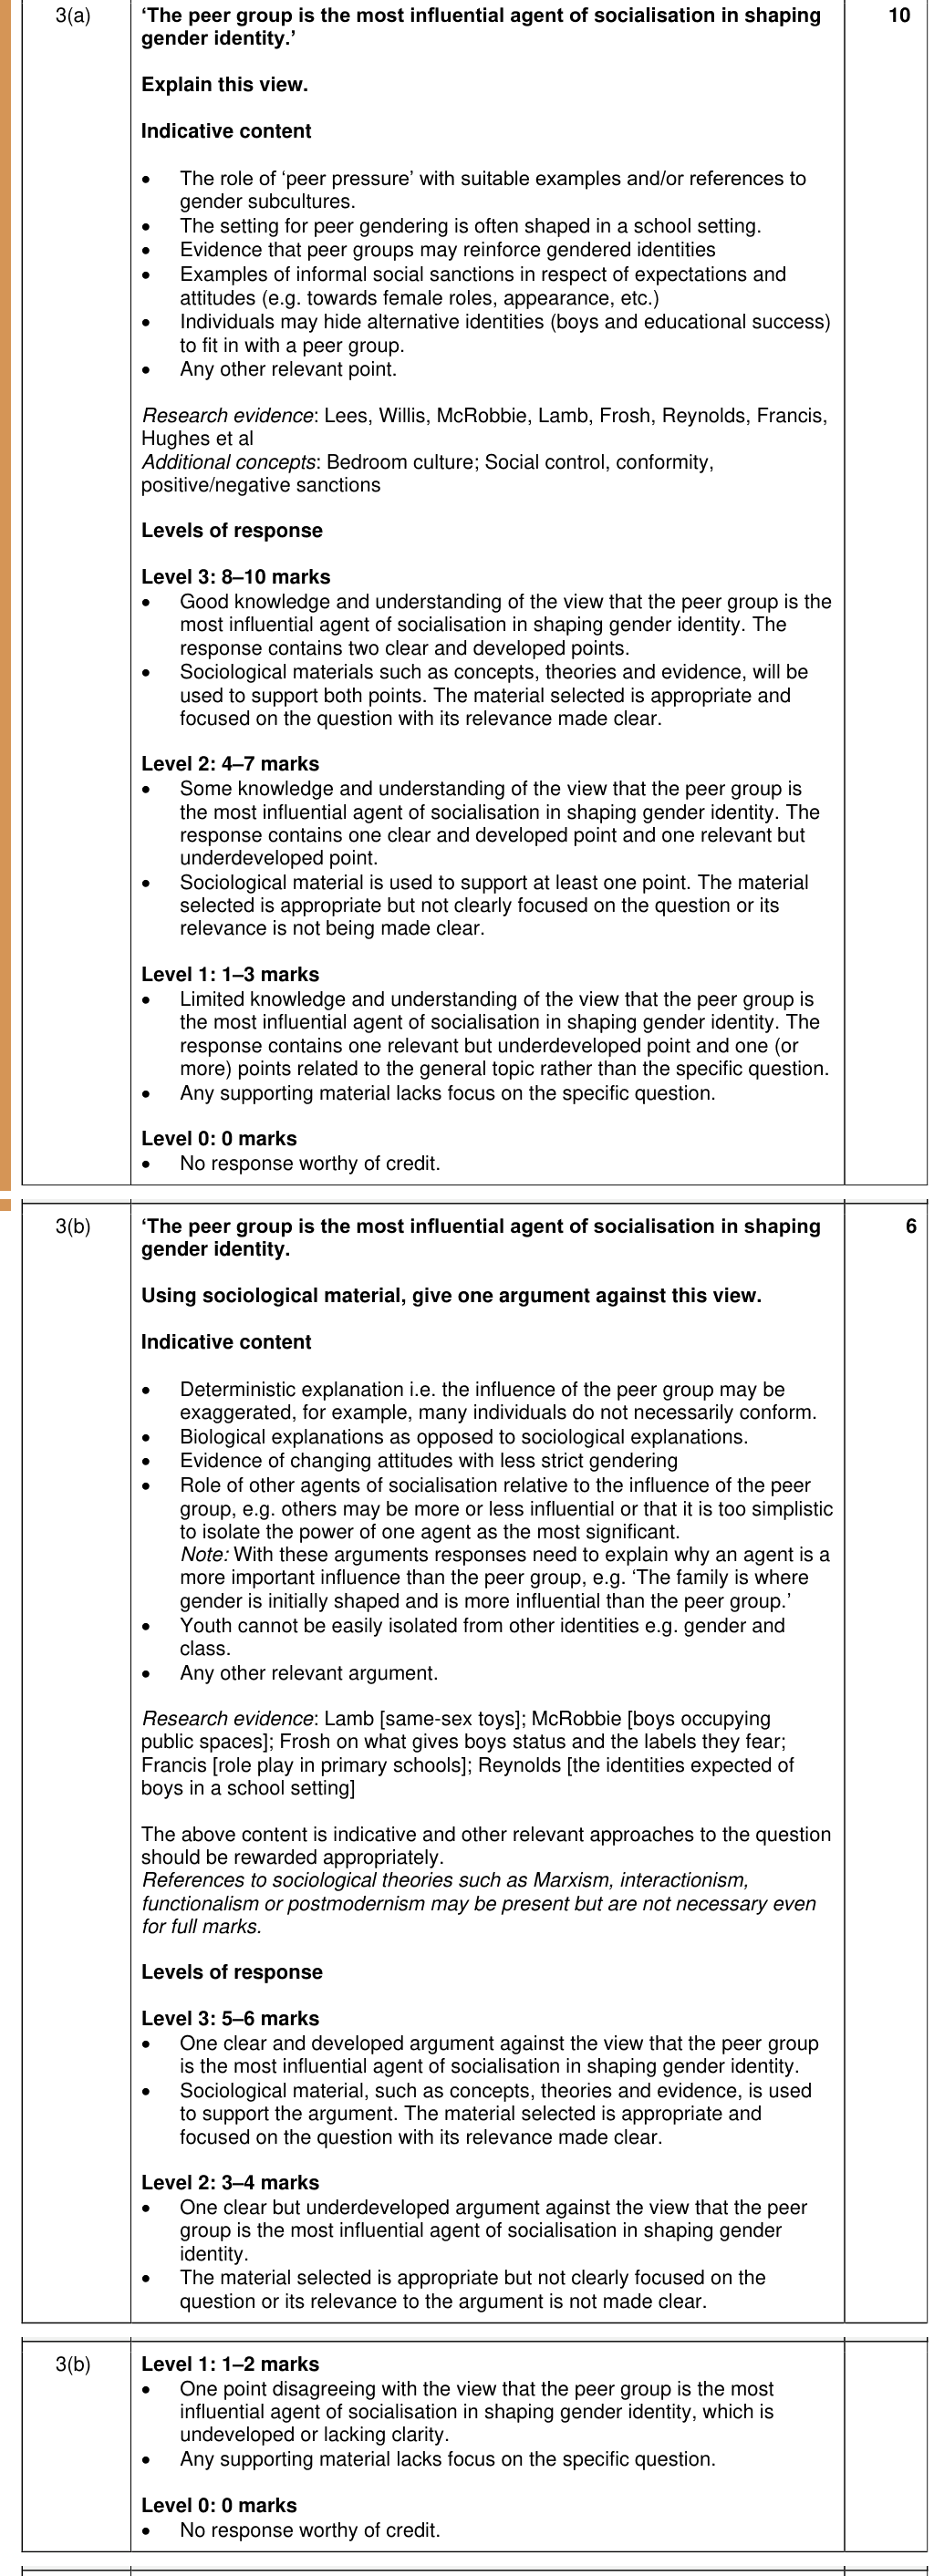 3(a) ‘The peer group is the most influential agent of socialisation in shaping 10
gender identity.’
Explain this view.
Indicative content
• The role of ‘peer pressure’ with suitable examples and/or references to
gender subcultures.
• The setting for peer gendering is often shaped in a school setting.
• Evidence that peer groups may reinforce gendered identities
• Examples of informal social sanctions in respect of expectations and
attitudes (e.g. towards female roles, appearance, etc.)
• Individuals may hide alternative identities (boys and educational success)
to fit in with a peer group.
• Any other relevant point.
Research evidence: Lees, Willis, McRobbie, Lamb, Frosh, Reynolds, Francis,
Hughes et al
Additional concepts: Bedroom culture; Social control, conformity,
positive/negative sanctions
Levels of response
Level 3: 8–10 marks
• Good knowledge and understanding of the view that the peer group is the
most influential agent of socialisation in shaping gender identity. The
response contains two clear and developed points.
• Sociological materials such as concepts, theories and evidence, will be
used to support both points. The material selected is appropriate and
focused on the question with its relevance made clear.
Level 2: 4–7 marks
• Some knowledge and understanding of the view that the peer group is
the most influential agent of socialisation in shaping gender identity. The
response contains one clear and developed point and one relevant but
underdeveloped point.
• Sociological material is used to support at least one point. The material
selected is appropriate but not clearly focused on the question or its
relevance is not being made clear.
Level 1: 1–3 marks
• Limited knowledge and understanding of the view that the peer group is
the most influential agent of socialisation in shaping gender identity. The
response contains one relevant but underdeveloped point and one (or
more) points related to the general topic rather than the specific question.
• Any supporting material lacks focus on the specific question.
Level 0: 0 marks
• No response worthy of credit.
3(b) ‘The peer group is the most influential agent of socialisation in shaping 6
gender identity.
Using sociological material, give one argument against this view.
Indicative content
• Deterministic explanation i.e. the influence of the peer group may be
exaggerated, for example, many individuals do not necessarily conform.
• Biological explanations as opposed to sociological explanations.
• Evidence of changing attitudes with less strict gendering
• Role of other agents of socialisation relative to the influence of the peer
group, e.g. others may be more or less influential or that it is too simplistic
to isolate the power of one agent as the most significant.
Note: With these arguments responses need to explain why an agent is a
more important influence than the peer group, e.g. ‘The family is where
gender is initially shaped and is more influential than the peer group.’
• Youth cannot be easily isolated from other identities e.g. gender and
class.
• Any other relevant argument.
Research evidence: Lamb [same-sex toys]; McRobbie [boys occupying
public spaces]; Frosh on what gives boys status and the labels they fear;
Francis [role play in primary schools]; Reynolds [the identities expected of
boys in a school setting]
The above content is indicative and other relevant approaches to the question
should be rewarded appropriately.
References to sociological theories such as Marxism, interactionism,
functionalism or postmodernism may be present but are not necessary even
for full marks.
Levels of response
Level 3: 5–6 marks
• One clear and developed argument against the view that the peer group
is the most influential agent of socialisation in shaping gender identity.
• Sociological material, such as concepts, theories and evidence, is used
to support the argument. The material selected is appropriate and
focused on the question with its relevance made clear.
Level 2: 3–4 marks
• One clear but underdeveloped argument against the view that the peer
group is the most influential agent of socialisation in shaping gender
identity.
• The material selected is appropriate but not clearly focused on the
question or its relevance to the argument is not made clear.
3(b) Level 1: 1–2 marks
• One point disagreeing with the view that the peer group is the most
influential agent of socialisation in shaping gender identity, which is
undeveloped or lacking clarity.
• Any supporting material lacks focus on the specific question.
Level 0: 0 marks
• No response worthy of credit.